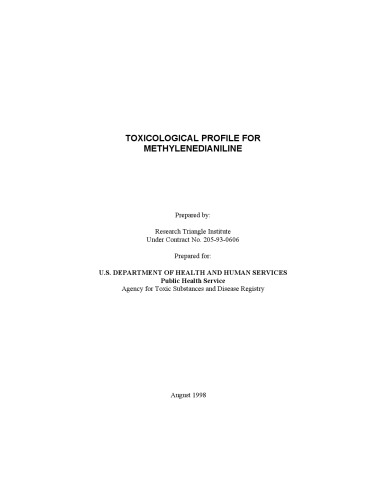 TOXICOLOGICAL PROFILE FOR
METHYLENEDIANILINE
Prepared by:
Research Triangle Institute
Under Contract No. 205-93-0606
Prepared for:
U.S. DEPARTMENT OF HEALTH AND HUMAN SERVICES
Public Health Service
Agency for Toxic Substances and Disease Registry
August 1998